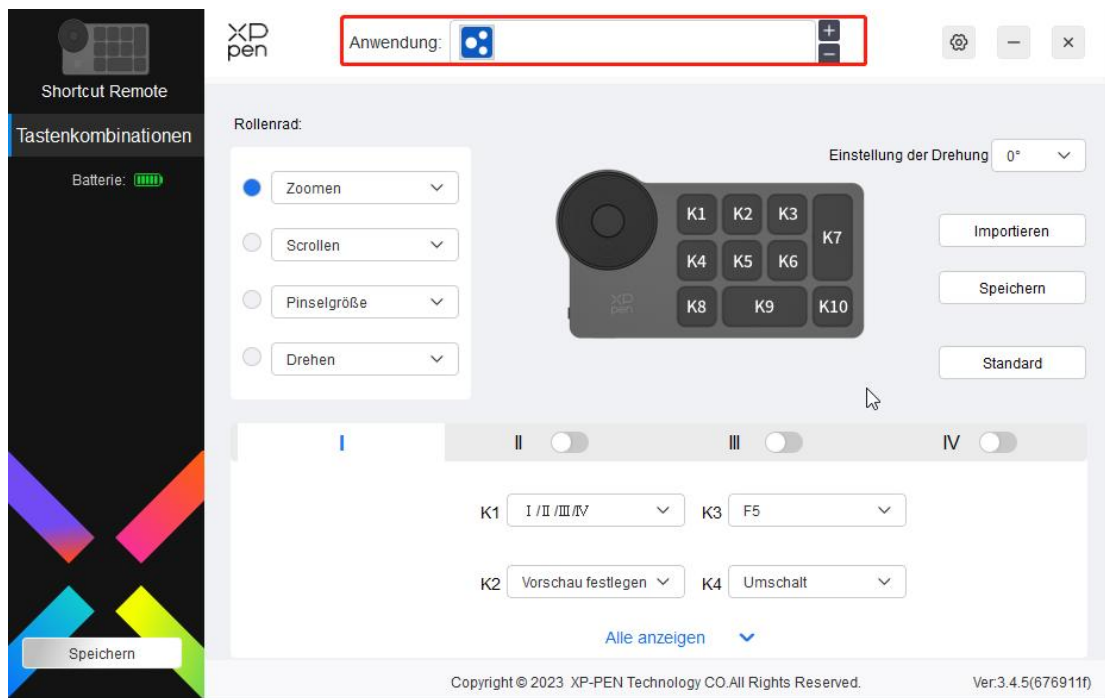 XP
pen
Anwendung:
Shortcut Remote
Tastenkombinationen
Batterie:
Rollenrad:
Einstellung der Drehung 0°
Zoomen
Scrollen
Pinselgröße
Drehen
K1 K2 K3
K7
K4 K5 K6
K8 K9 K10
XP
pen
Importieren
Speichern
Standard
I II III IV
K1 I/II/III/IV K3 F5
K2 Vorschau festlegen K4 Umschalt
Alle anzeigen
Speichern
Copyright © 2023 XP-PEN Technology CO.All Rights Reserved. Ver:3.4.5(676911f)